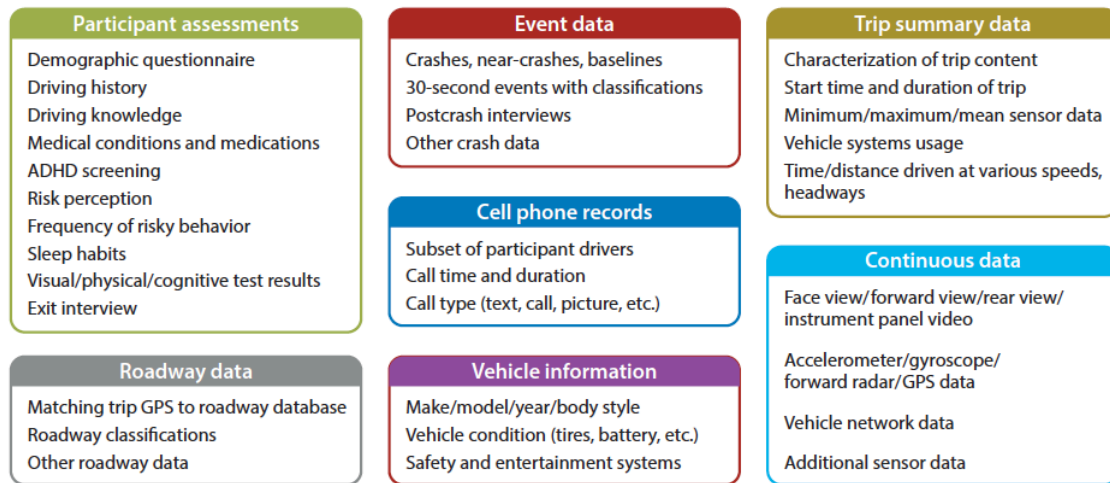 Participant assessments
Demographic questionnaire
Driving history
Driving knowledge
Medical conditions and medications
ADHD screening
Risk perception
Frequency of risky behavior
Sleep habits
Visual/physical/cognitive test results
Exit interview
Roadway data
Matching trip GPS to roadway database
Roadway classifications
Other roadway data
Event data
Crashes, near-crashes, baselines
30-second events with classifications
Postcrash interviews
Other crash data
Cell phone records
Subset of participant drivers
Call time and duration
Call type (text, call, picture, etc.)
Vehicle information
Make/model/year/body style
Vehicle condition (tires, battery, etc.)
Safety and entertainment systems
Trip summary data
Characterization of trip content
Start time and duration of trip
Minimum/maximum/mean sensor data
Vehicle systems usage
Time/distance driven at various speeds,
headways
Continuous data
Face view/forward view/rear view/
instrument panel video
Accelerometer/gyroscope/
forward radar/GPS data
Vehicle network data
Additional sensor data